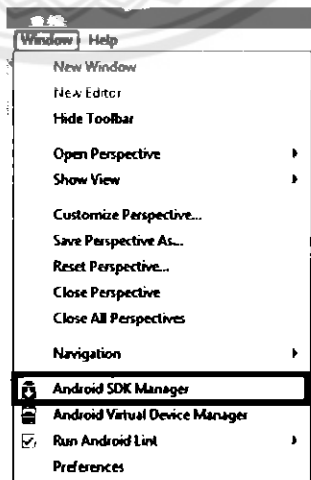 Window Help
New Window
New Editor
Hide Toolbar
Open Perspective
Show View
Customize Perspective...
Save Perspective As...
Reset Perspective...
Close Perspective
Close All Perspectives
Navigation
Android SDK Manager
Android Virtual Device Manager
Run Android Lint
Preferences